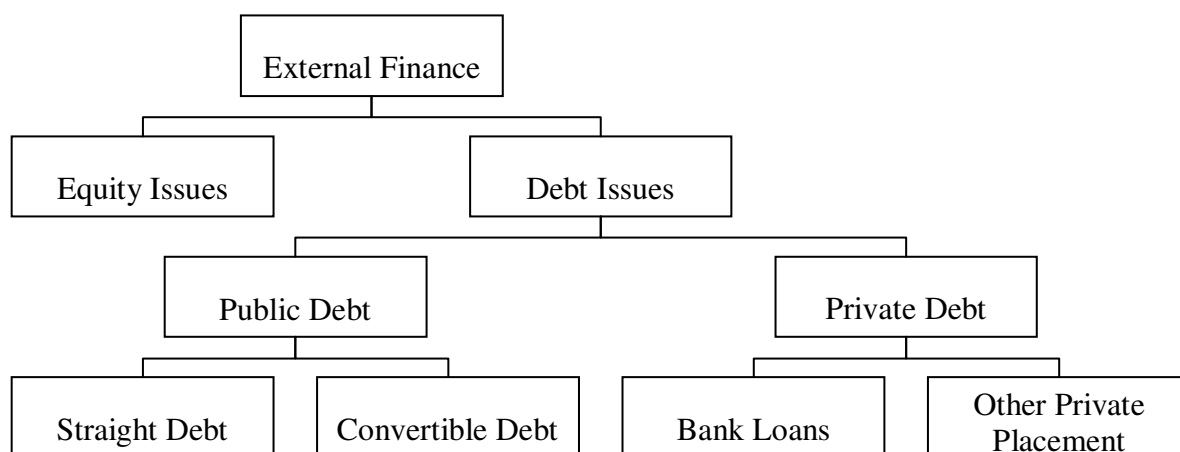 External Finance
Equity Issues
Debt Issues
Public Debt
Private Debt
Straight Debt
Convertible Debt
Bank Loans
Other Private
Placement